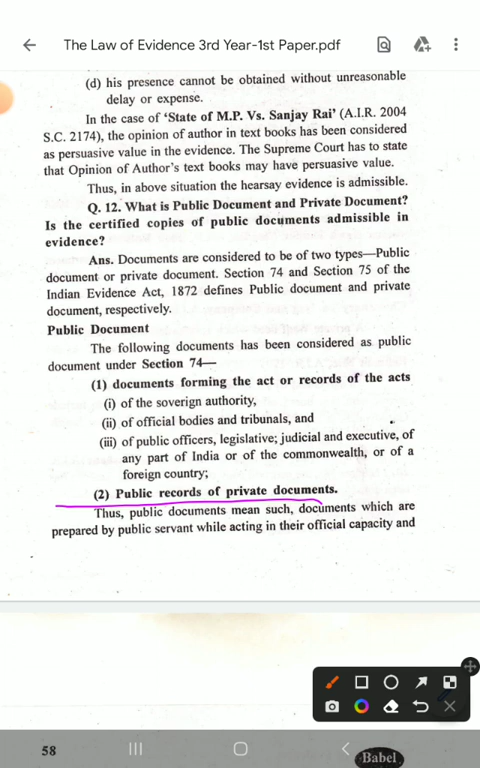 The Law of Evidence 3rd Year-1st Paper.pdf
(d) his presence cannot be obtained without unreasonable
delay or expense.
In the case of ‘State of M.P. Vs. Sanjay Rai’ (A.I.R. 2004
S.C. 2174), the opinion of author in text books has been considered
as persuasive value in the evidence. The Supreme Court has to state
that Opinion of Author’s text books may have persuasive value.
Thus, in above situation the hearsay evidence is admissible.
Q. 12. What is Public Document and Private Document?
Is the certified copies of public documents admissible in
evidence?
Ans. Documents are considered to be of two types—Public
document or private document. Section 74 and Section 75 of the
Indian Evidence Act, 1872 defines Public document and private
document, respectively.
Public Document
The following documents has been considered as public
document under Section 74—
(1) documents forming the act or records of the acts
(i) of the soverign authority,
(ii) of official bodies and tribunals, and
(iii) of public officers, legislative; judicial and executive, of
any part of India or of the commonwealth, or of a
foreign country;
(2) Public records of private documents.
Thus, public documents mean such, documents which are
prepared by public servant while acting in their official capacity and
58
Babel